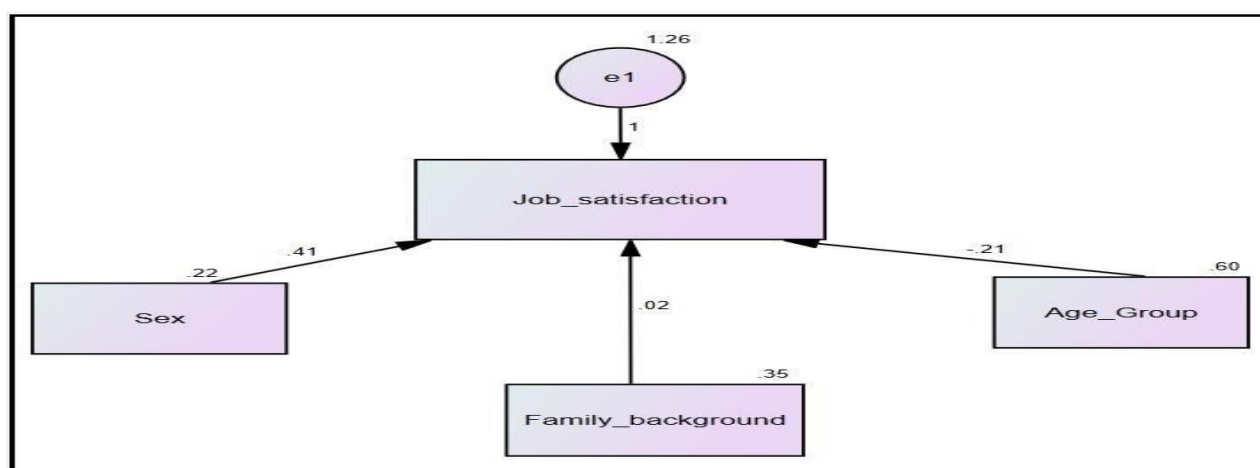 1.26
e1
1
Job_satisfaction
.41
-.21
.22
.60
Sex
.02
Age_Group
.35
Family_background